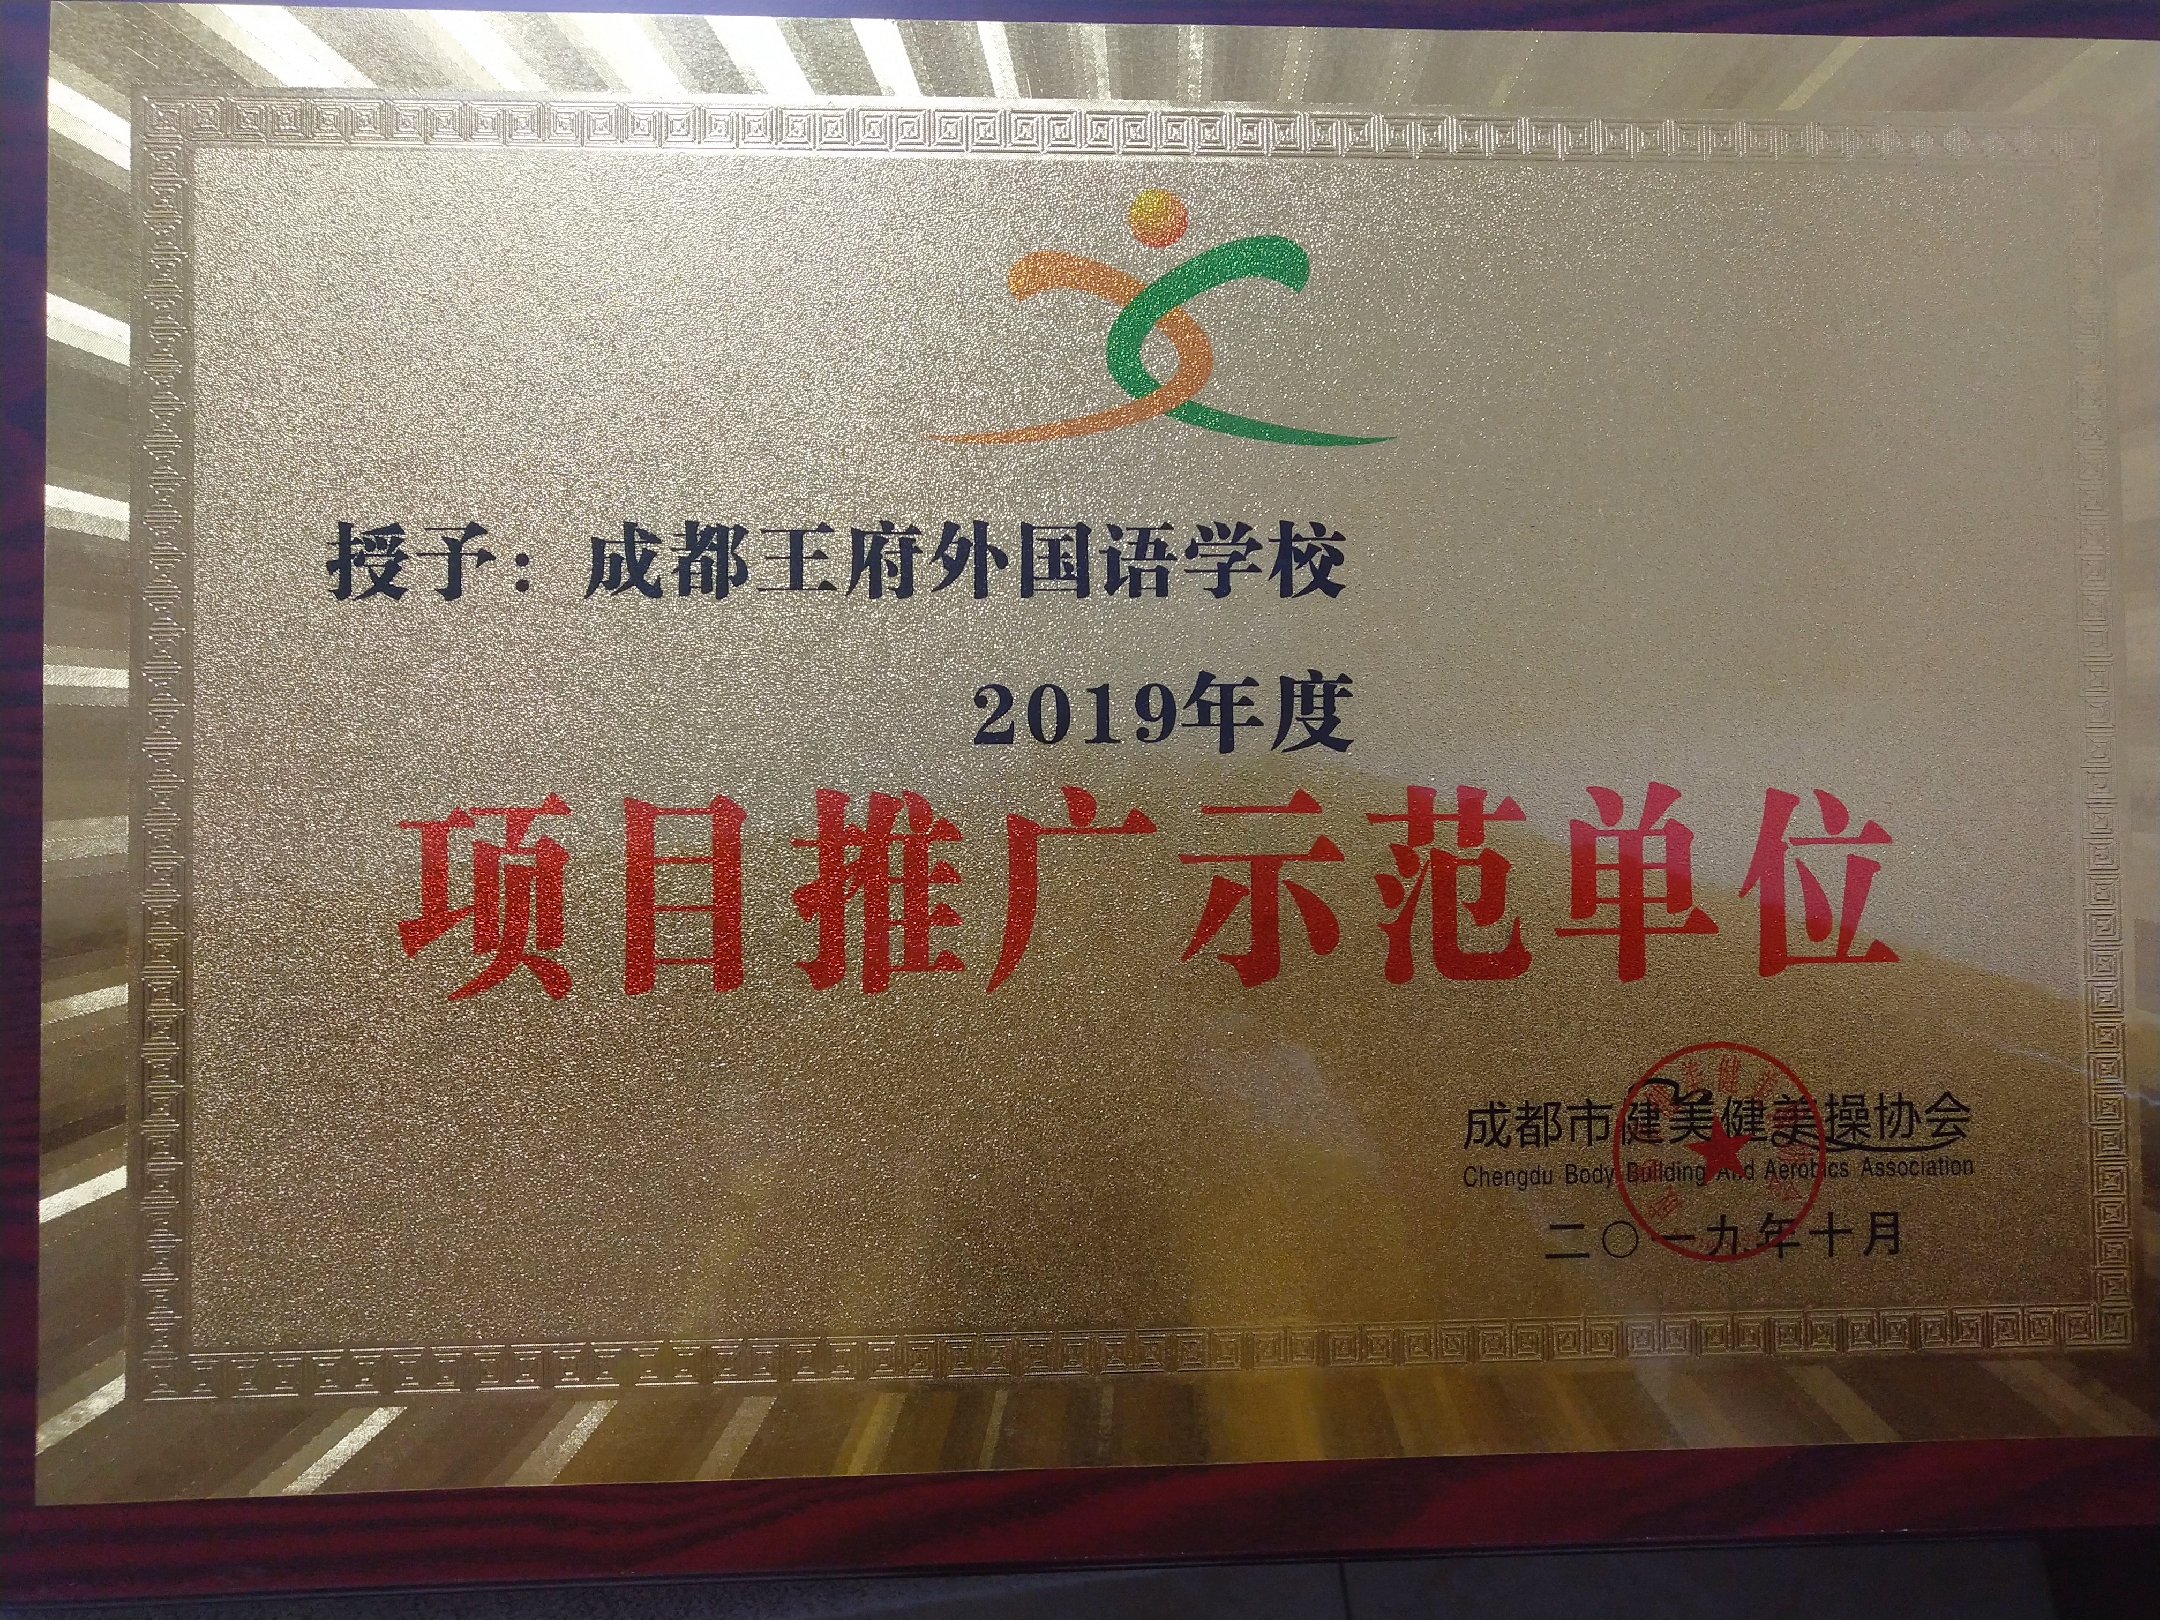 授予：成都王府外国语学校
2019年度
项目推广示范单位
成都市健美健美操协会
Chengdu Body Building And Aerobics Association
二〇一九年十月